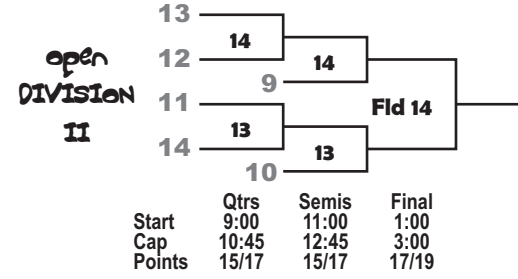 13
14
open 12
14
9
DIVISION 11
Fld 14
II
13
14
13
10
Qtrs Semis Final
Start 9:00 11:00 1:00
Cap 10:45 12:45 3:00
Points 15/17 15/17 17/19